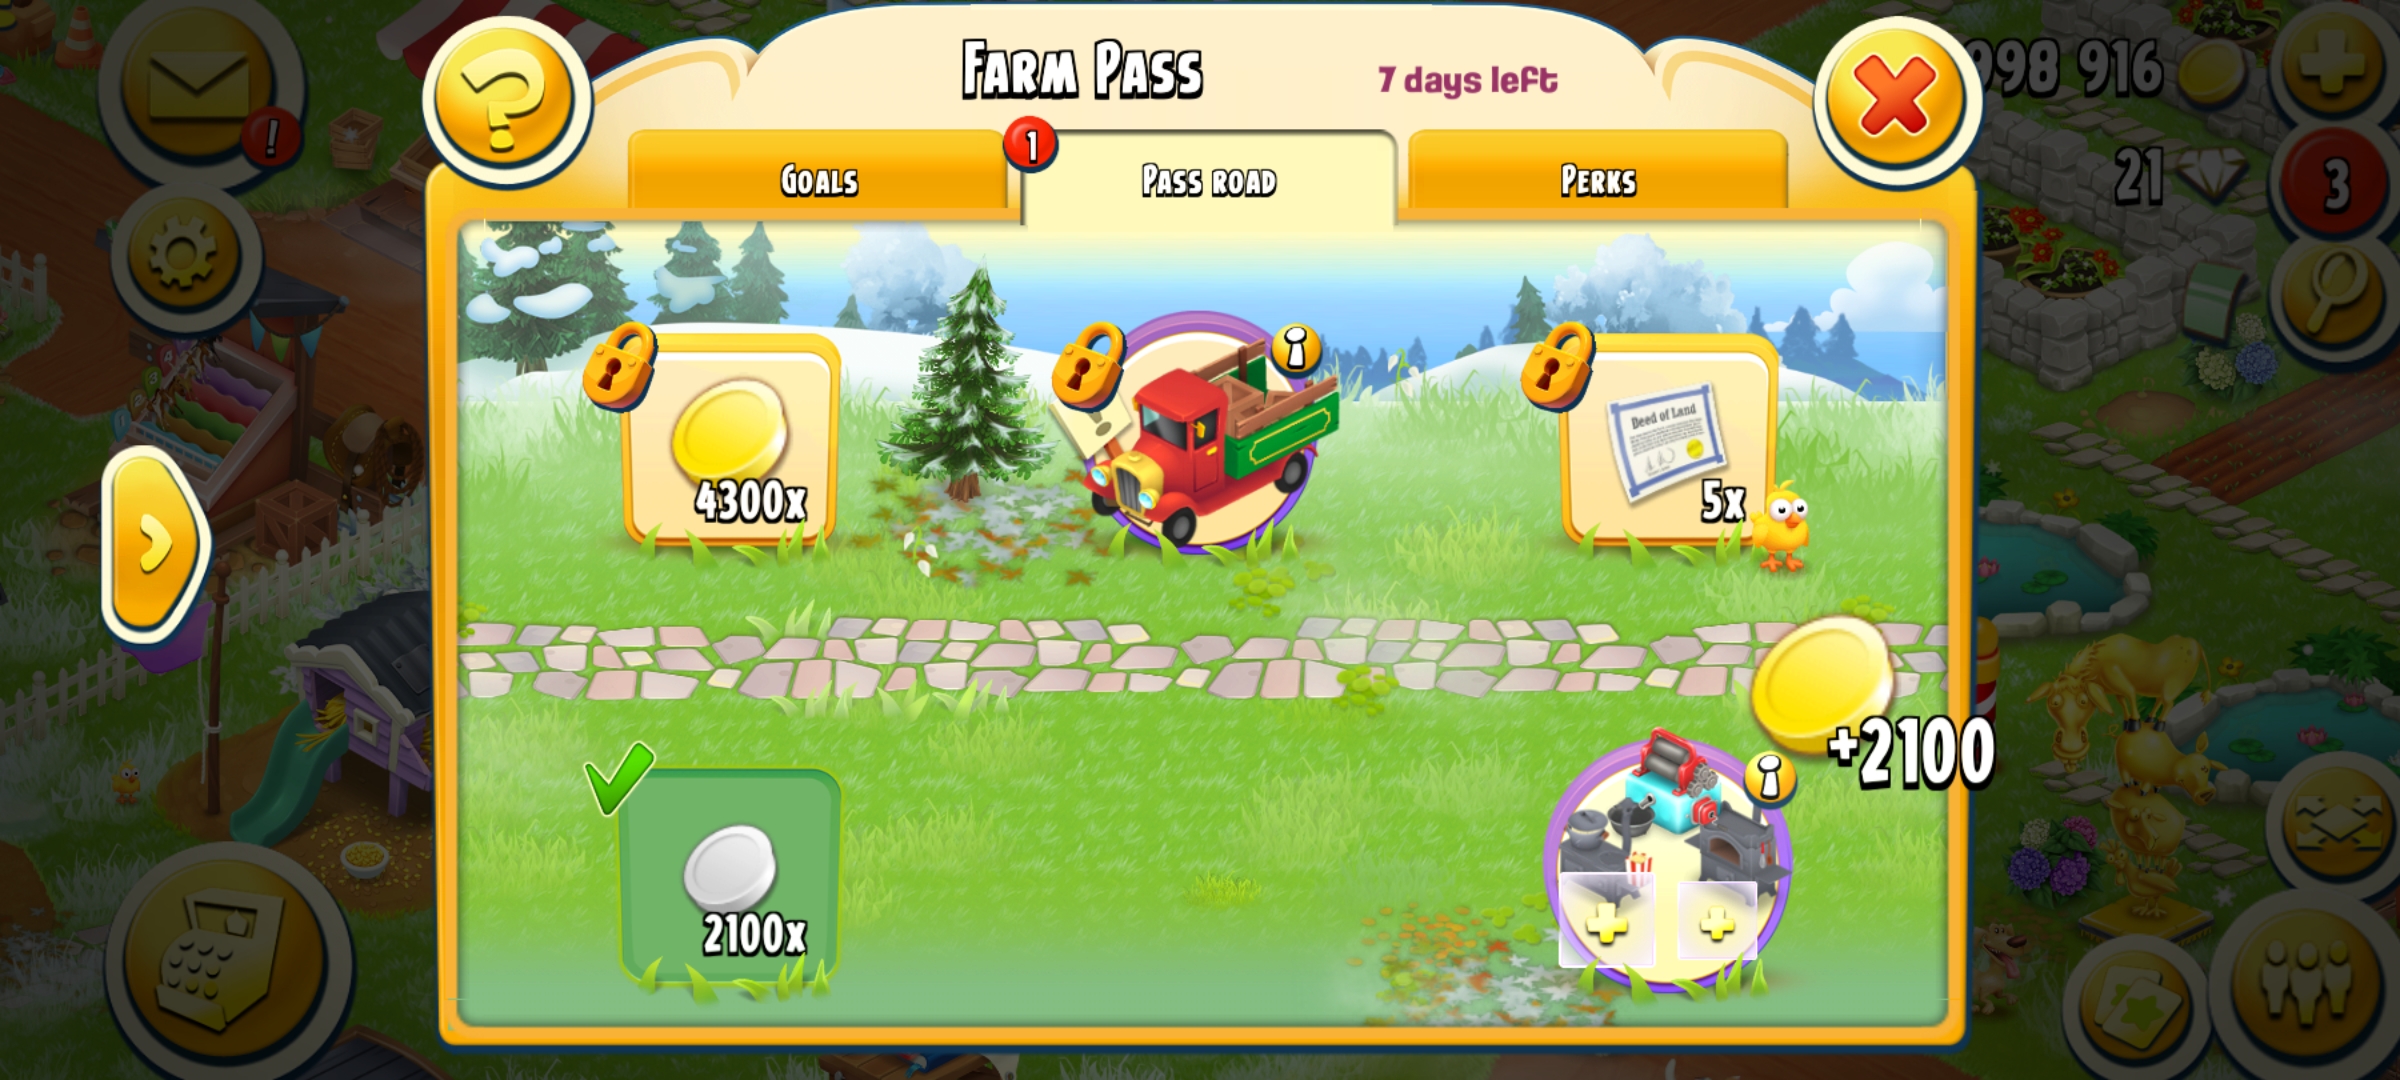 FARM PASS
7 days left
998 916
!
1
GOALS
PASS ROAD
PERKS
21
3
4300x
Deed of Land
5x
+2100
2100x